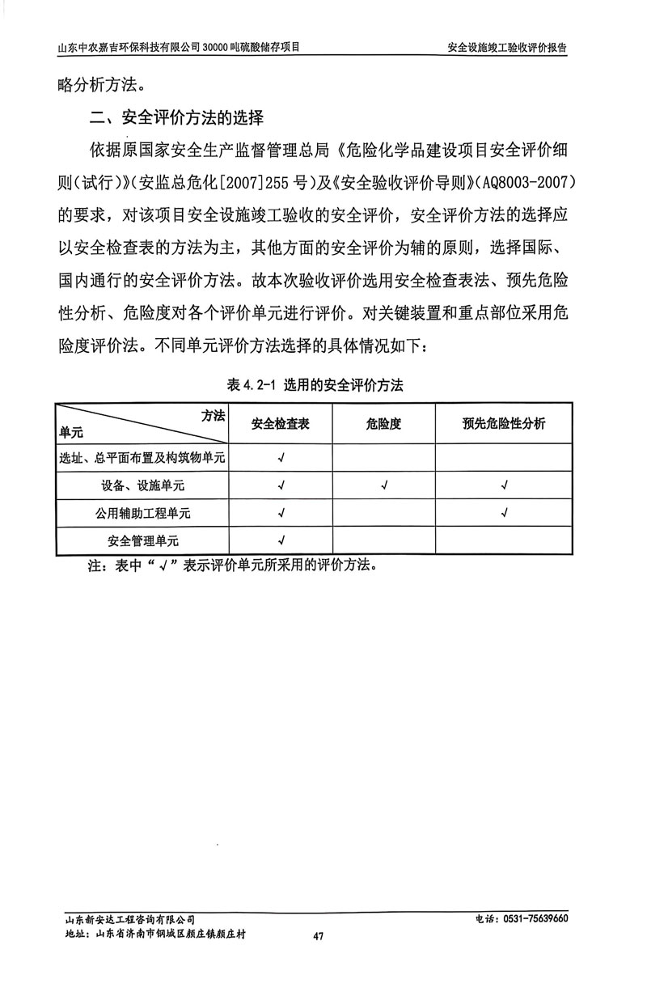 山东中农嘉吉环保科技有限公司30000吨硫酸储存项目 安全设施竣工验收评价报告
略分析方法。
二、安全评价方法的选择
依据原国家安全生产监督管理总局《危险化学品建设项目安全评价细
则(试行)》(安监总危化[2007]255号)及《安全验收评价导则》(AQ8003-2007)
的要求，对该项目安全设施竣工验收的安全评价，安全评价方法的选择应
以安全检查表的方法为主，其他方面的安全评价为辅的原则，选择国际、
国内通行的安全评价方法。故本次验收评价选用安全检查表法、预先危险
性分析、危险度对各个评价单元进行评价。对关键装置和重点部位采用危
险度评价法。不同单元评价方法选择的具体情况如下：
表4.2-1 选用的安全评价方法
方法
单元 安全检查表 危险度 预先危险性分析
选址、总平面布置及构筑物单元 √
设备、设施单元 √ √ √
公用辅助工程单元 √ √
安全管理单元 √
注：表中“√”表示评价单元所采用的评价方法。
山东新安达工程咨询有限公司 电话：0531-75639660
地址：山东省济南市钢城区颜庄镇颜庄村 47